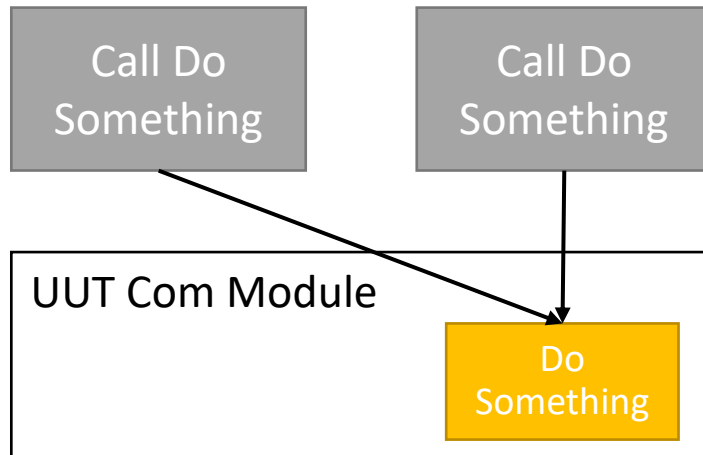 Call Do
Something
Call Do
Something
UUT Com Module
Do
Something